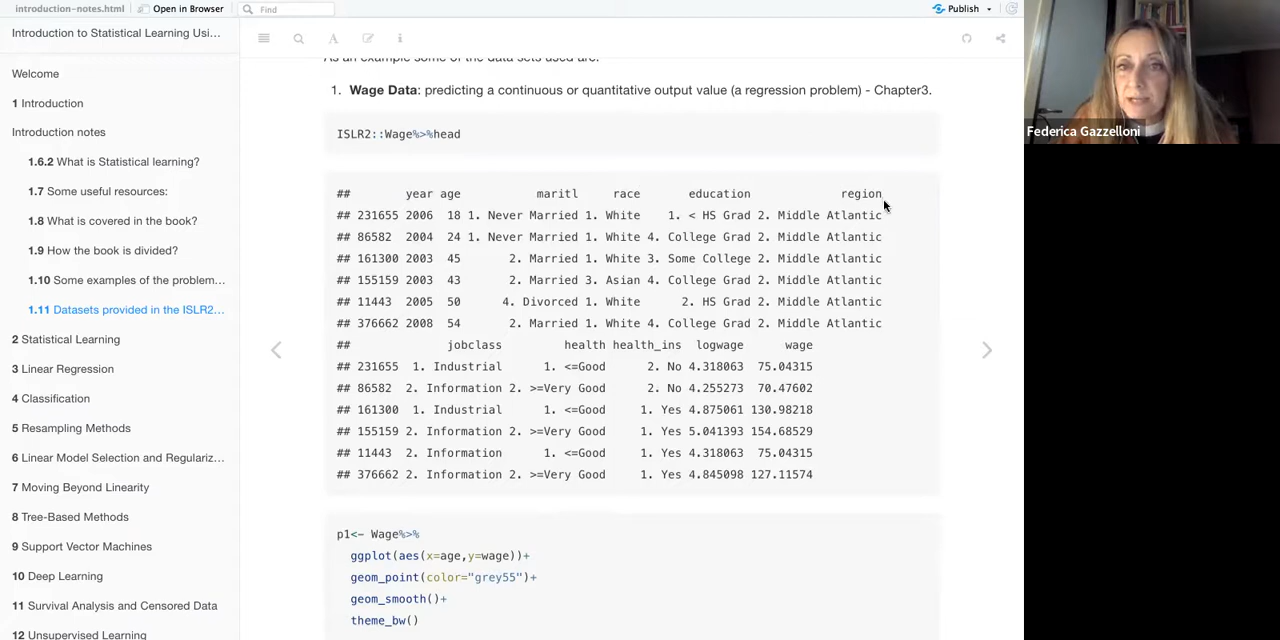 introduction-notes.html
Open in Browser
Find
Publish
Introduction to Statistical Learning Usi...
Welcome
1 Introduction
Introduction notes
1.6.2 What is Statistical learning?
1.7 Some useful resources:
1.8 What is covered in the book?
1.9 How the book is divided?
1.10 Some examples of the problem...
1.11 Datasets provided in the ISLR2...
2 Statistical Learning
3 Linear Regression
4 Classification
5 Resampling Methods
6 Linear Model Selection and Regulariz...
7 Moving Beyond Linearity
8 Tree-Based Methods
9 Support Vector Machines
10 Deep Learning
11 Survival Analysis and Censored Data
12 Unsupervised Learning
As an example some of the data sets used are:
1. Wage Data: predicting a continuous or quantitative output value (a regression problem) - Chapter3.
ISLR2::Wage%>%head
## year age maritl race education region
## 231655 2006 18 1. Never Married 1. White 1. < HS Grad 2. Middle Atlantic
## 86582 2004 24 1. Never Married 1. White 4. College Grad 2. Middle Atlantic
## 161300 2003 45 2. Married 1. White 3. Some College 2. Middle Atlantic
## 155159 2003 43 2. Married 3. Asian 4. College Grad 2. Middle Atlantic
## 11443 2005 50 4. Divorced 1. White 2. HS Grad 2. Middle Atlantic
## 376662 2008 54 2. Married 1. White 4. College Grad 2. Middle Atlantic
## jobclass health health_ins logwage wage
## 231655 1. Industrial 1. <=Good 2. No 4.318063 75.04315
## 86582 2. Information 2. >=Very Good 2. No 4.255273 70.47602
## 161300 1. Industrial 1. <=Good 1. Yes 4.875061 130.98218
## 155159 2. Information 2. >=Very Good 1. Yes 5.041393 154.68529
## 11443 2. Information 1. <=Good 1. Yes 4.318063 75.04315
## 376662 2. Information 2. >=Very Good 1. Yes 4.845098 127.11574
p1<- Wage%>%
ggplot(aes(x=age,y=wage))+
geom_point(color="grey55")+
geom_smooth()+
theme_bw()
Federica Gazzelloni